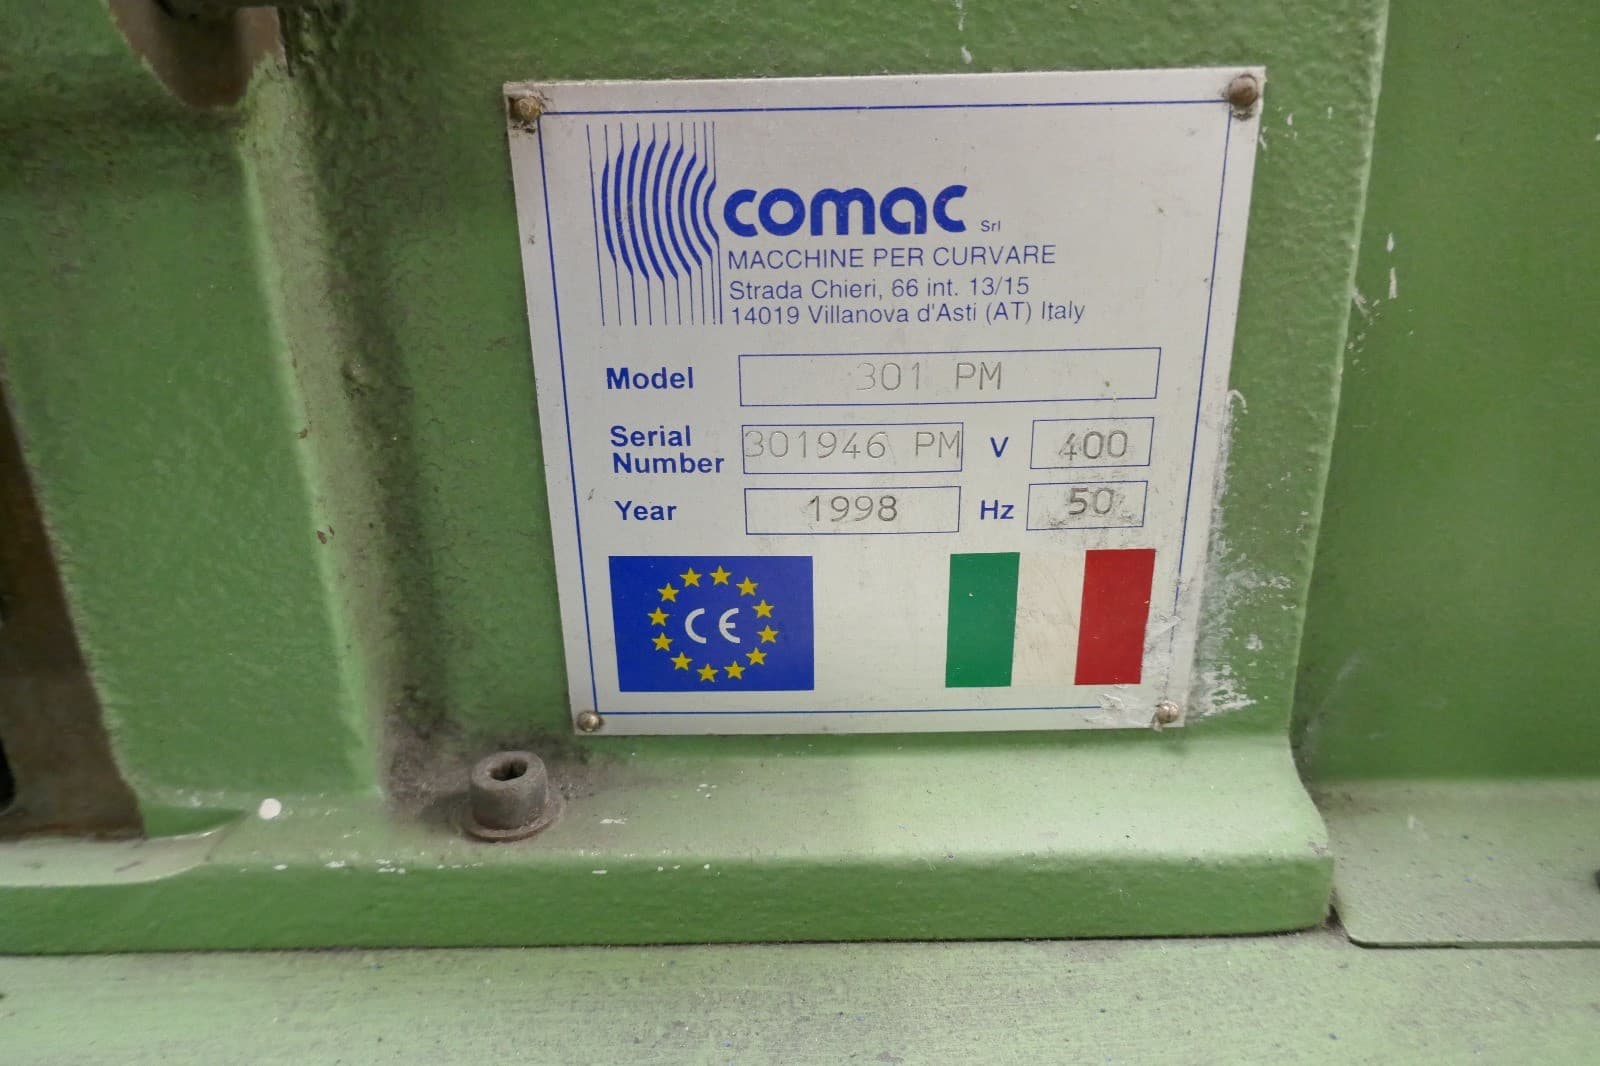 comac Srl
MACCHINE PER CURVARE
Strada Chieri, 66 int. 13/15
14019 Villanova d'Asti (AT) Italy
Model 301 PM
Serial Number 301946 PM V 400
Year 1998 Hz 50
CE